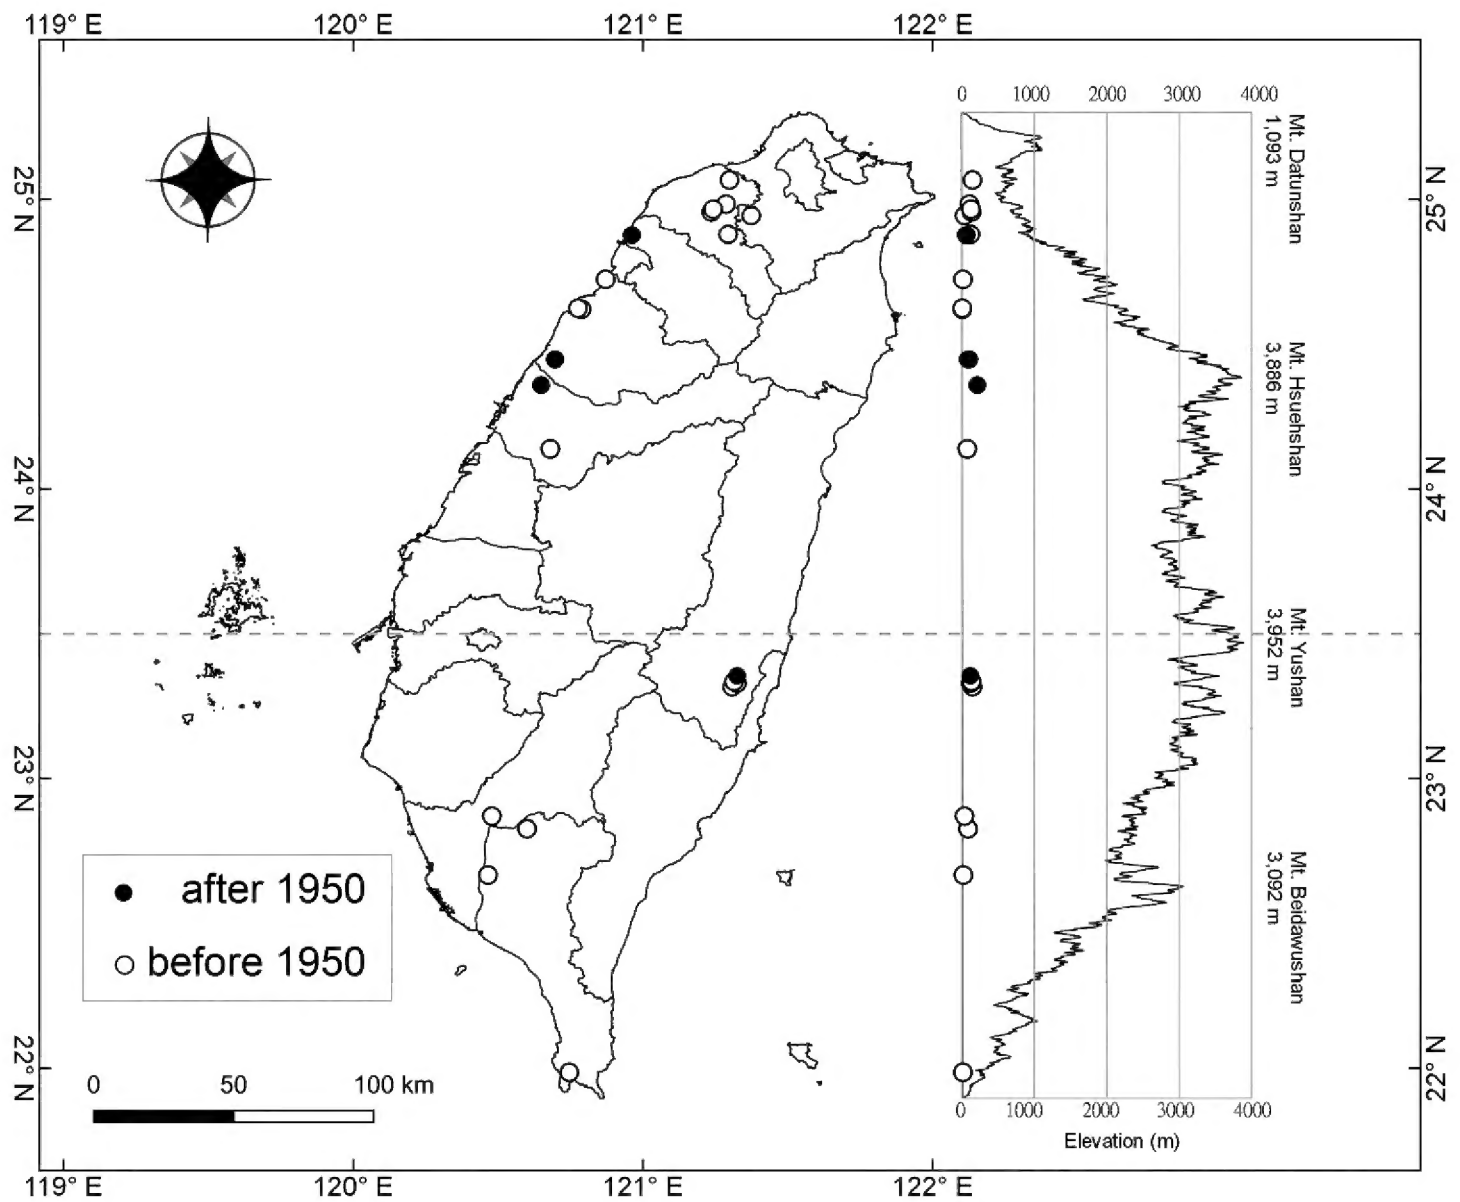 119° E 120° E 121° E 122° E
0 1000 2000 3000 4000
Mt. Datunshan
1,093 m
25° N 25° N
Mt. Hsuehshan
3,886 m
24° N 24° N
Mt. Yushan
3,952 m
23° N 23° N
Mt. Beidawushan
3,092 m
after 1950
before 1950
22° N 22° N
0 50 100 km
0 1000 2000 3000 4000
Elevation (m)
119° E 120° E 121° E 122° E